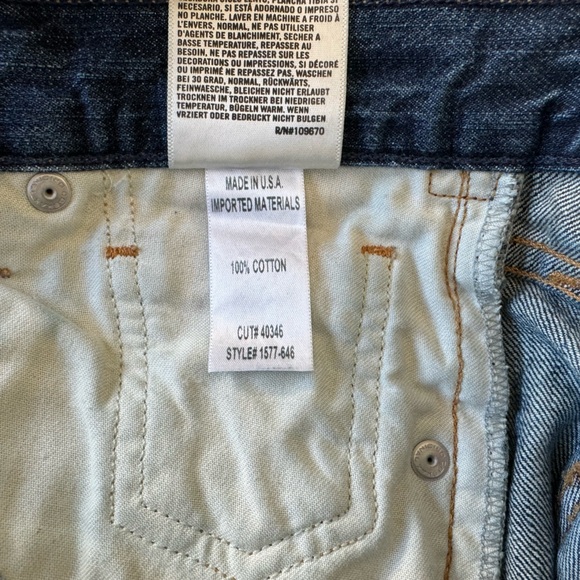 NECESARIO, SI ESTÁ ADORNADO O IMPRESO
NO PLANCHE. LAVER EN MACHINE A FROID À
L'ENVERS, NORMAL, NE PAS UTILISER
D'AGENTS DE BLANCHIMENT, SECHER A
BASSE TEMPERATURE, REPASSER AU
BESOIN. NE PAS REPASSER SUR LES
DECORATIONS OU IMPRESSIONS, SI DÉCORÉ
OU IMPRIMÉ NE REPASSEZ PAS, WASCHEN
BEI 30 GRAD, NORMAL, RÜCKWÄRTS,
FEINWAESCHE, BLEICHEN NICHT ERLAUBT
TROCKNEN IM TROCKNER BEI NIEDRIGER
TEMPERATUR, BÜGELN WARM. WENN
VRZIERT ODER BEDRUCKT NICHT BULGEN
R/N#109670
MADE IN U.S.A.
IMPORTED MATERIALS
100% COTTON
CUT# 40346
STYLE# 1577-646